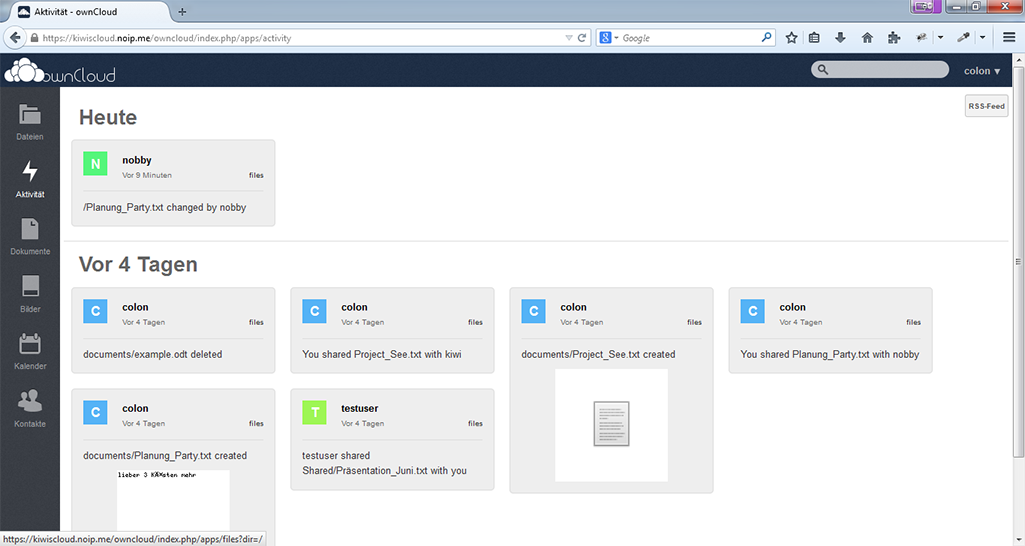 Aktivität - ownCloud
https://kiwiscloud.noip.me/owncloud/index.php/apps/activity
Google
ownCloud
colon
RSS-Feed
Dateien
Aktivität
Dokumente
Bilder
Kalender
Kontakte
Heute
N
nobby
Vor 9 Minuten
files
/Planung_Party.txt changed by nobby
Vor 4 Tagen
C
colon
Vor 4 Tagen
files
documents/example.odt deleted
C
colon
Vor 4 Tagen
files
You shared Project_See.txt with kiwi
C
colon
Vor 4 Tagen
files
documents/Project_See.txt created
C
colon
Vor 4 Tagen
files
You shared Planung_Party.txt with nobby
C
colon
Vor 4 Tagen
files
documents/Planung_Party.txt created
lieber 3 KÄ¤sten mehr
T
testuser
Vor 4 Tagen
files
testuser shared
Shared/Präsentation_Juni.txt with you
https://kiwiscloud.noip.me/owncloud/index.php/apps/files?dir=/